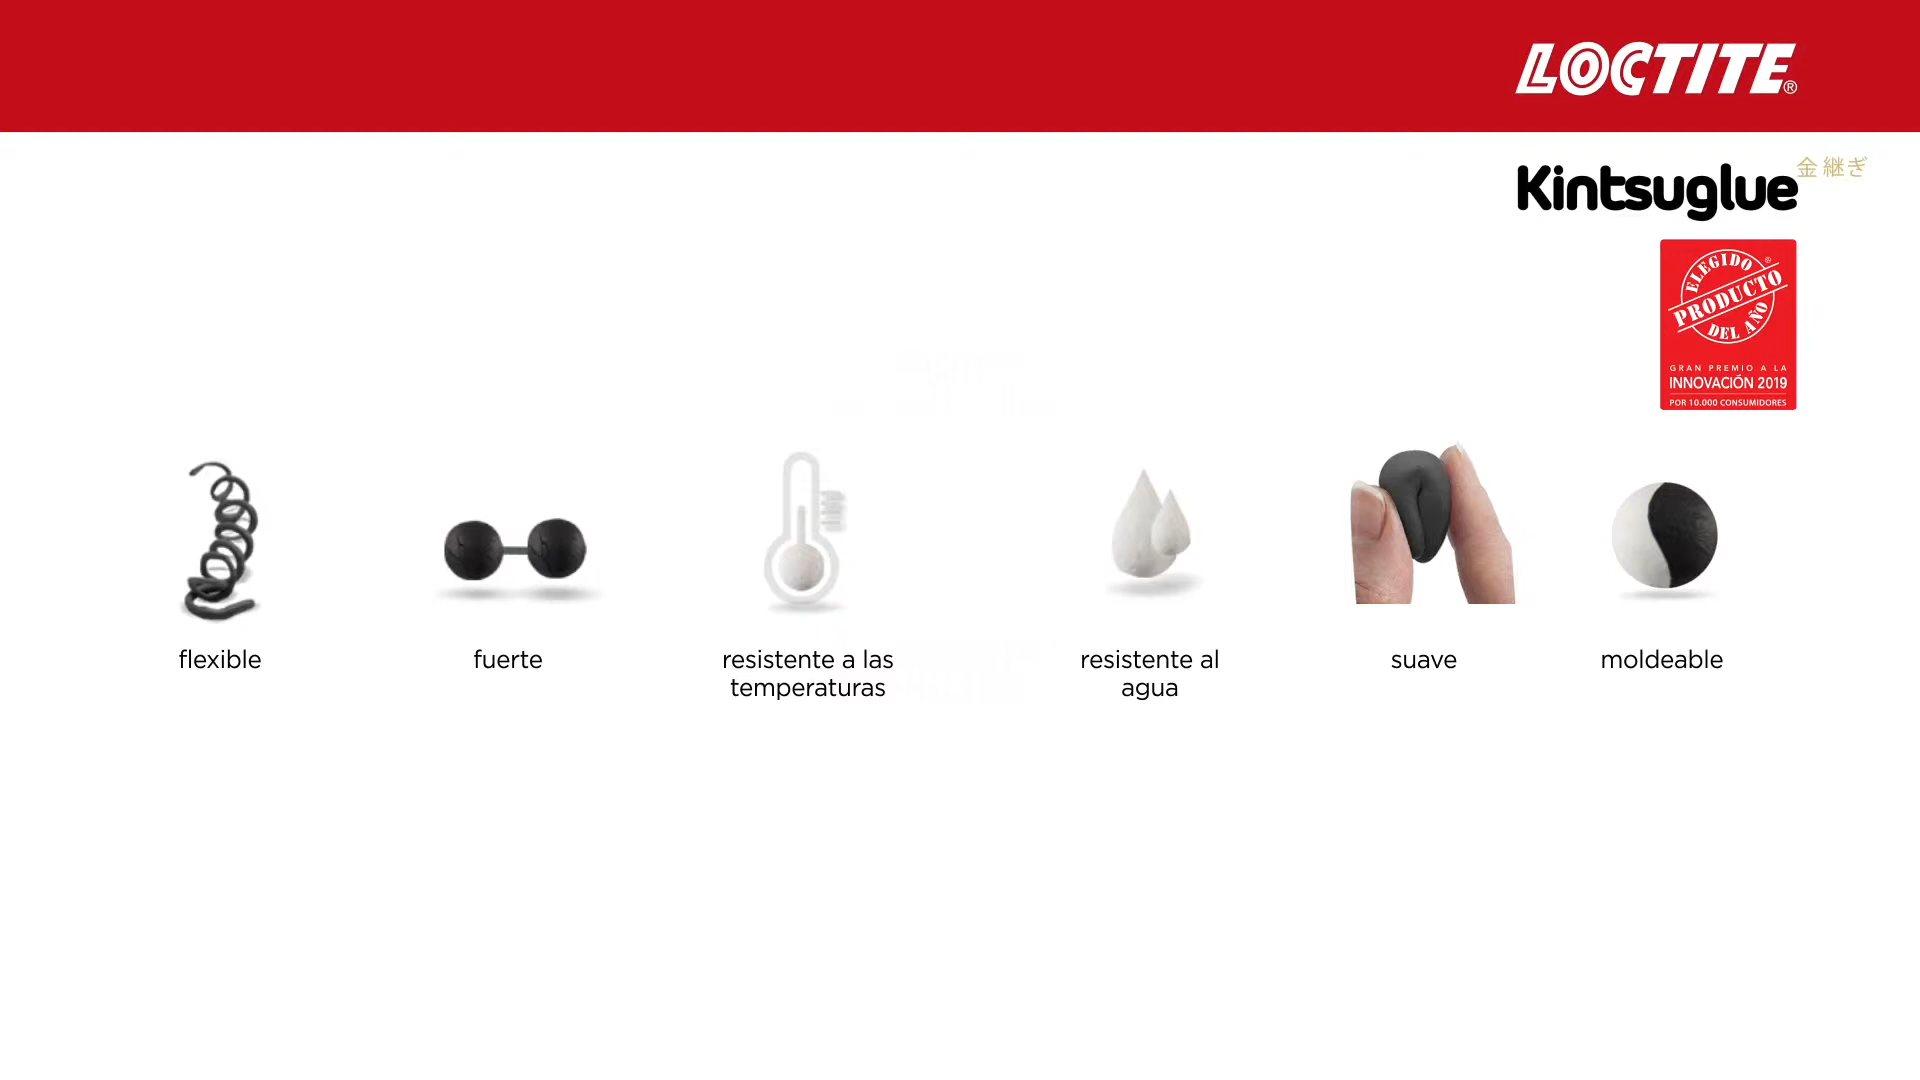 LOCTITE®
Kintsuglue 金継ぎ
ELEGIDO ®
PRODUCTO
DEL AÑO
GRAN PREMIO A LA
INNOVACIÓN 2019
POR 10.000 CONSUMIDORES
flexible
fuerte
resistente a las
temperaturas
resistente al
agua
suave
moldeable